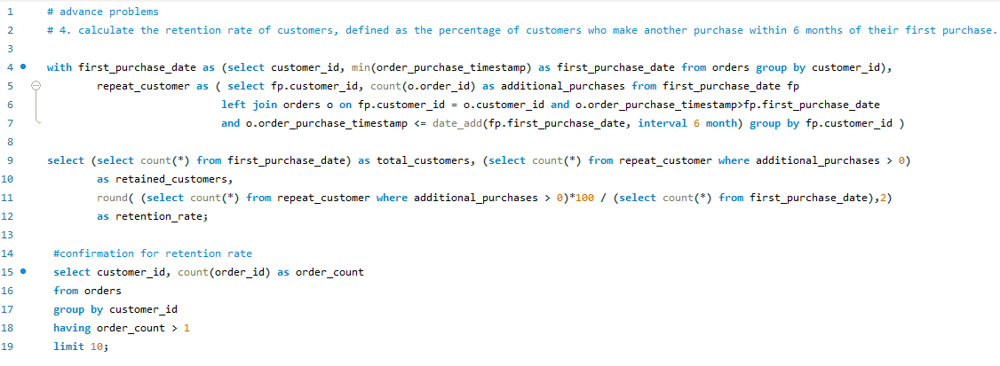 1 # advance problems
2 # 4. calculate the retention rate of customers, defined as the percentage of customers who make another purchase within 6 months of their first purchase.
3
4 with first_purchase_date as (select customer_id, min(order_purchase_timestamp) as first_purchase_date from orders group by customer_id),
5 repeat_customer as ( select fp.customer_id, count(o.order_id) as additional_purchases from first_purchase_date fp
6 left join orders o on fp.customer_id = o.customer_id and o.order_purchase_timestamp>fp.first_purchase_date
7 and o.order_purchase_timestamp <= date_add(fp.first_purchase_date, interval 6 month) group by fp.customer_id )
8
9 select (select count(*) from first_purchase_date) as total_customers, (select count(*) from repeat_customer where additional_purchases > 0)
10 as retained_customers,
11 round( (select count(*) from repeat_customer where additional_purchases > 0)*100 / (select count(*) from first_purchase_date),2)
12 as retention_rate;
13
14 #confirmation for retention rate
15 select customer_id, count(order_id) as order_count
16 from orders
17 group by customer_id
18 having order_count > 1
19 limit 10;